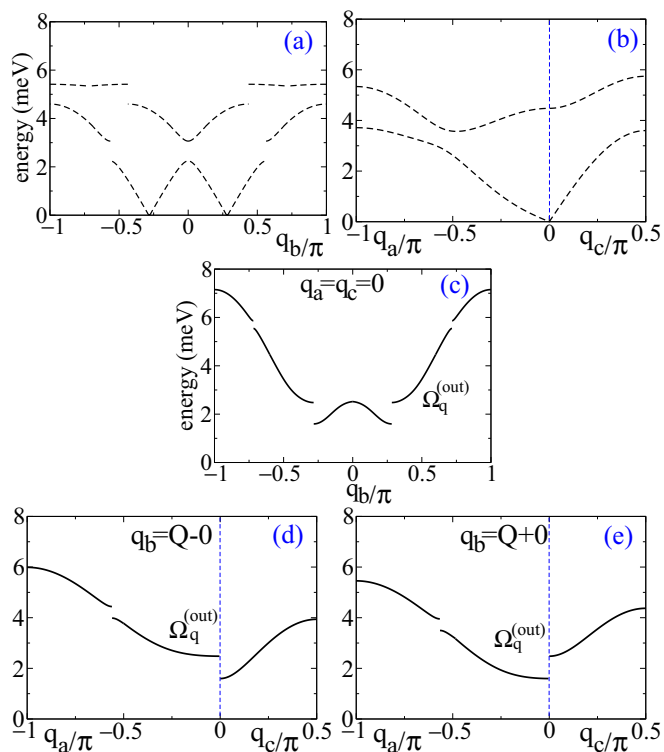 8
(a)
(b)
8
6
6
4
4
2
2
0
0
energy (meV)
-1 -0.5 0 0.5 1
q_b/π
-1 q_a/π -0.5 0 q_c/π 0.5
8
q_a=q_c=0
(c)
6
4
2
0
energy (meV)
Ω_q^(out)
-1 -0.5 0 0.5 1
q_b/π
8
q_b=Q-0
(d)
6
4
2
0
Ω_q^(out)
-1 q_a/π -0.5 0 q_c/π 0.5
8
q_b=Q+0
(e)
6
4
2
0
Ω_q^(out)
-1 q_a/π -0.5 0 q_c/π 0.5